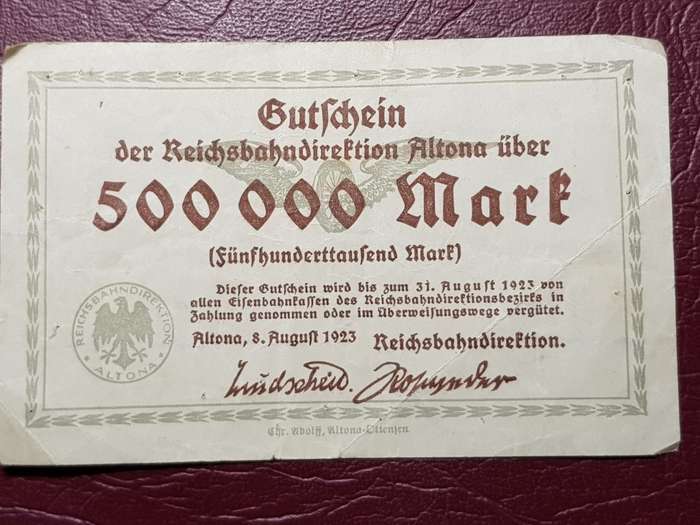 Gutschein
der Reichsbahndirektion Altona über
500 000 Mark
(Fünfhunderttausend Mark)
Dieser Gutschein wird bis zum 31. August 1923 von
allen Eisenbahnkassen des Reichsbahndirektionsbezirks in
Zahlung genommen oder im Überweisungswege vergütet.
Altona, 8. August 1923 Reichsbahndirektion.
REICHSBAHNDIREKTION
ALTONA
Chr. Adolff, Altona-Ottensen